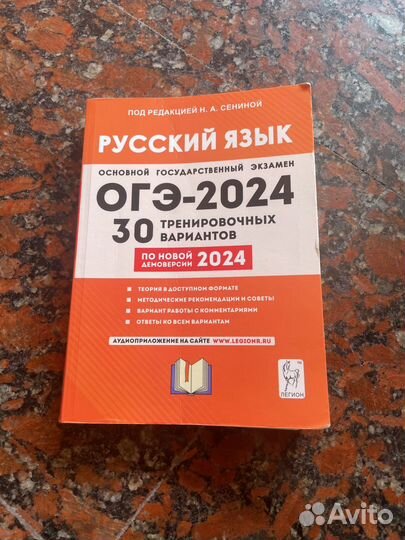 ПОД РЕДАКЦИЕЙ Н. А. СЕНИНОЙ
РУССКИЙ ЯЗЫК
ОСНОВНОЙ ГОСУДАРСТВЕННЫЙ ЭКЗАМЕН
ОГЭ-2024
30 ТРЕНИРОВОЧНЫХ
ВАРИАНТОВ
ПО НОВОЙ
ДЕМОВЕРСИИ 2024
ТЕОРИЯ В ДОСТУПНОМ ФОРМАТЕ
МЕТОДИЧЕСКИЕ РЕКОМЕНДАЦИИ И СОВЕТЫ
ВАРИАНТ РАБОТЫ С КОММЕНТАРИЯМИ
ОТВЕТЫ КО ВСЕМ ВАРИАНТАМ
АУДИОПРИЛОЖЕНИЕ НА САЙТЕ WWW.LEGIONR.RU
ЛЕГИОН
TM
Avito